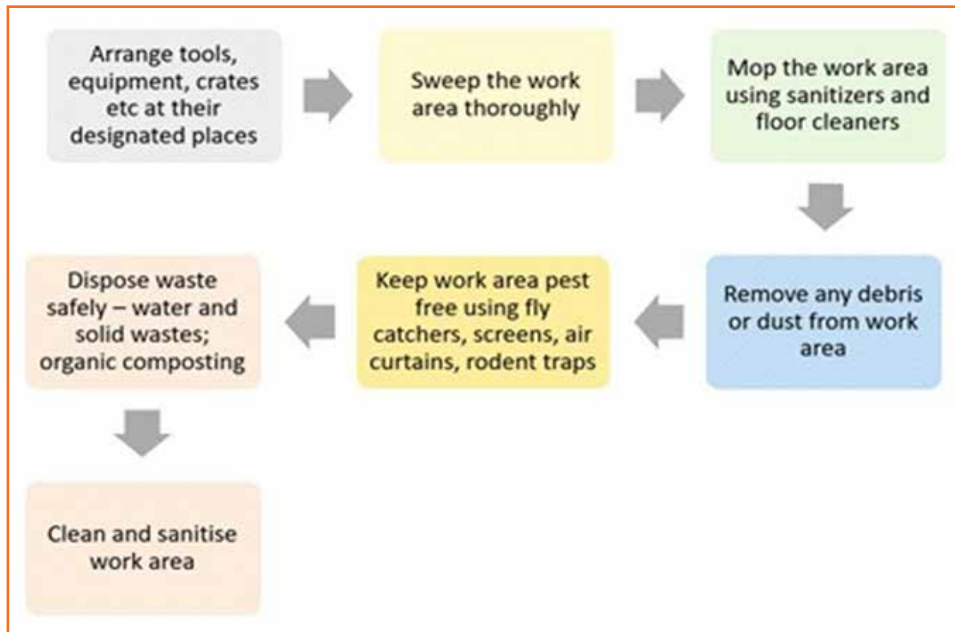 Arrange tools,
equipment, crates
etc at their
designated places
Sweep the work
area thoroughly
Mop the work area
using sanitizers and
floor cleaners
Remove any debris
or dust from work
area
Keep work area pest
free using fly
catchers, screens, air
curtains, rodent traps
Dispose waste
safely – water and
solid wastes;
organic composting
Clean and sanitise
work area